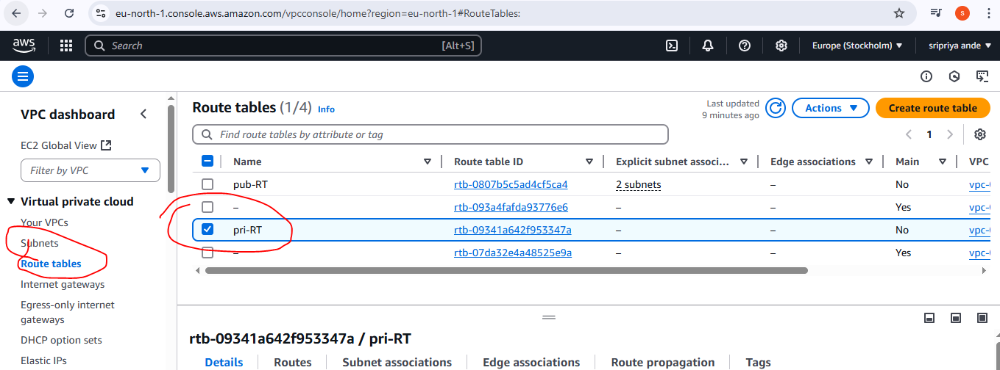 eu-north-1.console.aws.amazon.com/vpcconsole/home?region=eu-north-1#RouteTables:
s
aws
Search [Alt+S]
Europe (Stockholm)
sripriya ande
VPC dashboard
EC2 Global View
Filter by VPC
Virtual private cloud
Your VPCs
Subnets
Route tables
Internet gateways
Egress-only internet
gateways
DHCP option sets
Elastic IPs
Route tables (1/4) Info
Last updated
9 minutes ago
Actions
Create route table
Find route tables by attribute or tag
1
Name Route table ID Explicit subnet associ... Edge associations Main VPC
pub-RT rtb-0807b5c5ad4cf5ca4 2 subnets – No vpc-
– rtb-093a4fafda93776e6 – – Yes vpc-
pri-RT rtb-09341a642f953347a – – No vpc-
– rtb-07da32e4a48525e9a – – Yes vpc-
rtb-09341a642f953347a / pri-RT
Details Routes Subnet associations Edge associations Route propagation Tags